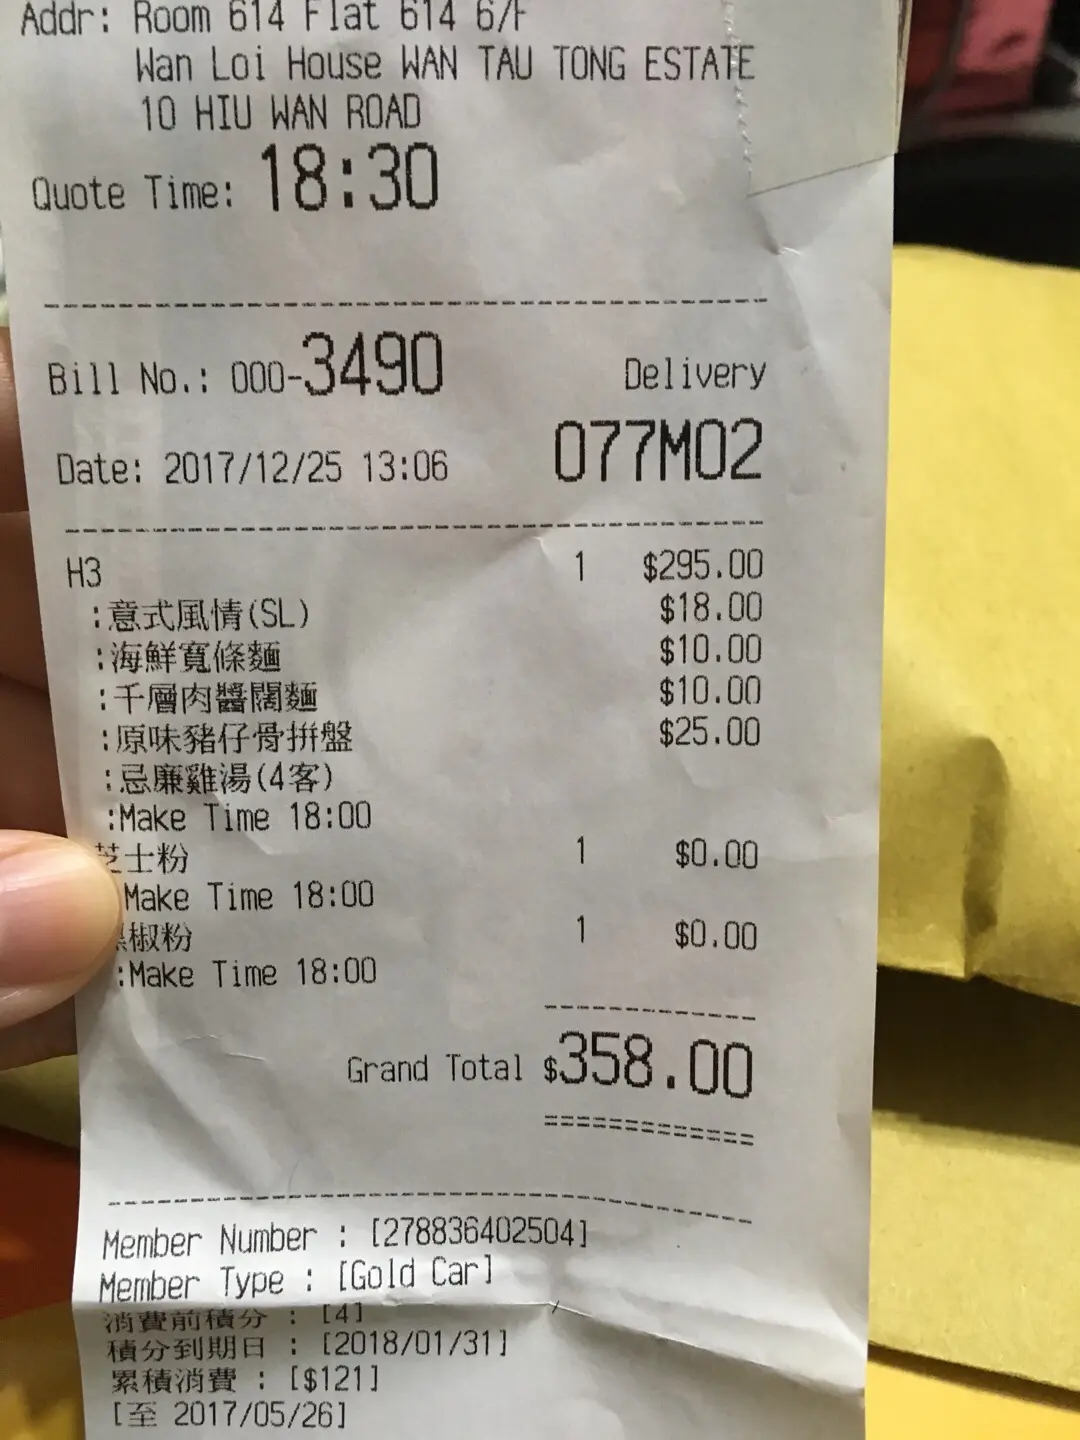 Addr: Room 614 Flat 614 6/F
Wan Loi House WAN TAU TONG ESTATE
10 HIU WAN ROAD
Quote Time: 18:30
Bill No.: 000-3490 Delivery
Date: 2017/12/25 13:06 077M02
H3 1 $295.00
:意式風情(SL) $18.00
:海鮮寬條麵 $10.00
:千層肉醬闊麵 $10.00
:原味豬仔骨拼盤 $25.00
:忌廉雞湯(4客)
:Make Time 18:00
芝士粉 1 $0.00
Make Time 18:00
黑椒粉 1 $0.00
:Make Time 18:00
Grand Total $358.00
Member Number : [278836402504]
Member Type : [Gold Car]
消費前積分 : [4]
積分到期日 : [2018/01/31]
累積消費 : [$121]
[至 2017/05/26]